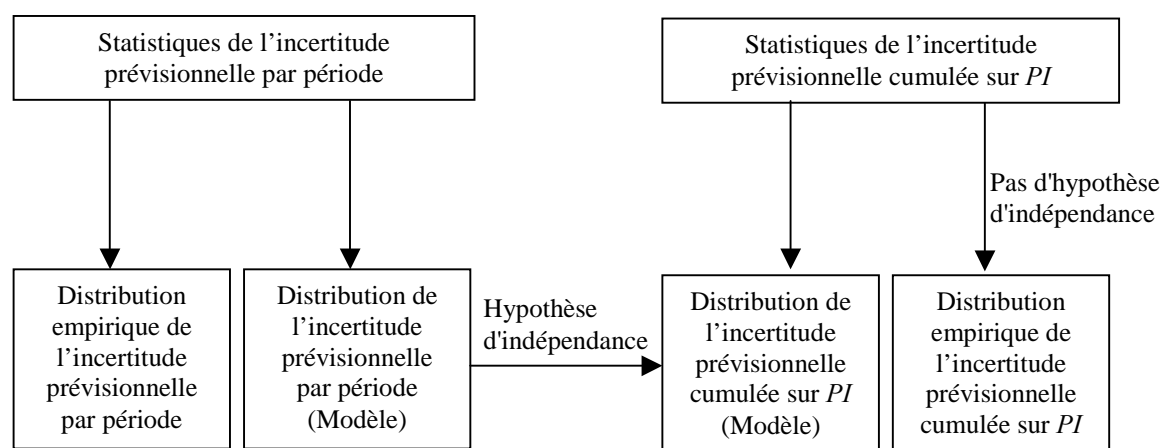 Statistiques de l’incertitude
prévisionnelle par période
Statistiques de l’incertitude
prévisionnelle cumulée sur PI
Pas d'hypothèse
d'indépendance
Distribution
empirique de
l’incertitude
prévisionnelle
par période
Distribution de
l’incertitude
prévisionnelle
par période
(Modèle)
Hypothèse
d'indépendance
Distribution de
l’incertitude
prévisionnelle
cumulée sur PI
(Modèle)
Distribution
empirique de
l’incertitude
prévisionnelle
cumulée sur PI